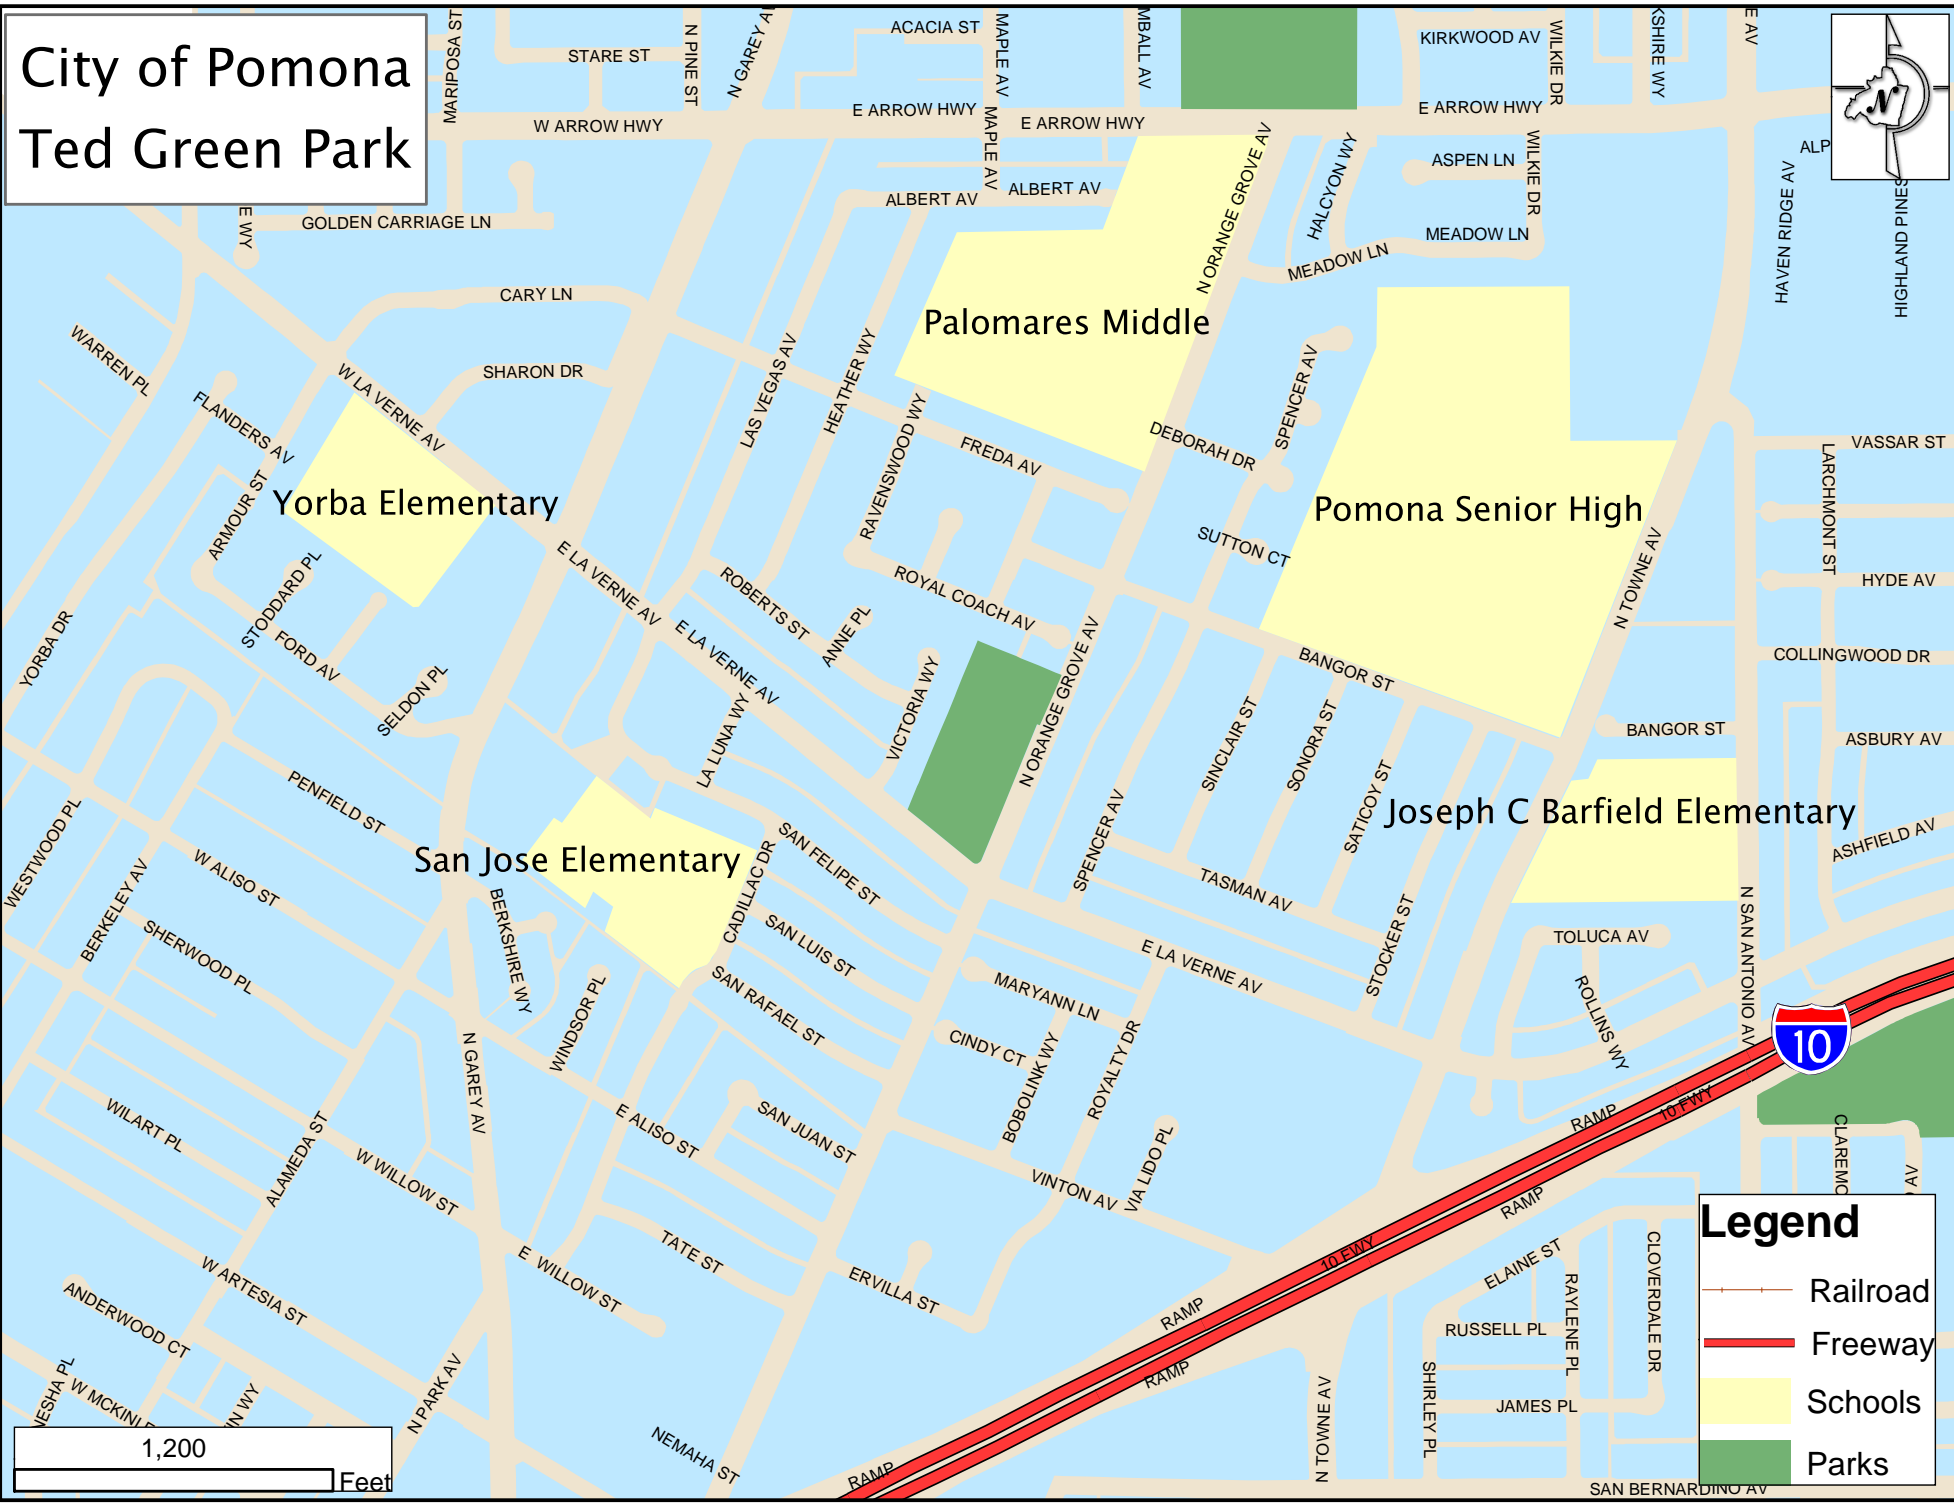 City of Pomona
Ted Green Park
MARIPOSA ST
STARE ST
N PINE ST
N GAREY AV
ACACIA ST
MAPLE AV
MBALL AV
KIRKWOOD AV
WILKIE DR
KSHIRE WY
E AV
N
W ARROW HWY
E ARROW HWY
E ARROW HWY
E ARROW HWY
MAPLE AV
ALBERT AV
ALBERT AV
N ORANGE GROVE AV
HALCYON WY
ASPEN LN
WILKIE DR
MEADOW LN
MEADOW LN
ALP
HAVEN RIDGE AV
HIGHLAND PINES
E WY
GOLDEN CARRIAGE LN
CARY LN
SHARON DR
WARREN PL
FLANDERS AV
W LA VERNE AV
LAS VEGAS AV
HEATHER WY
RAVENSWOOD WY
Palomares Middle
FREDA AV
DEBORAH DR
SPENCER AV
SUTTON CT
Pomona Senior High
N TOWNE AV
VASSAR ST
LARCHMONT ST
HYDE AV
COLLINGWOOD DR
Yorba Elementary
ARMOUR ST
STODDARD PL
FORD AV
SELDON PL
YORBA DR
E LA VERNE AV
E LA VERNE AV
ROBERTS ST
ANNE PL
ROYAL COACH AV
VICTORIA WY
LA LUNA WY
N ORANGE GROVE AV
BANGOR ST
BANGOR ST
ASBURY AV
SINCLAIR ST
SONORA ST
SATICOY ST
Joseph C Barfield Elementary
ASHFIELD AV
PENFIELD ST
WESTWOOD PL
San Jose Elementary
CADILLAC DR
SAN FELIPE ST
SPENCER AV
TASMAN AV
STOCKER ST
N SAN ANTONIO AV
W ALISO ST
BERKELEY AV
SHERWOOD PL
BERKSHIRE WY
WINDSOR PL
SAN LUIS ST
SAN RAFAEL ST
E LA VERNE AV
TOLUCA AV
ROLLINS WY
MARYANN LN
CINDY CT
BOBOLINK WY
ROYALTY DR
10
N GAREY AV
WILART PL
ALAMEDA ST
W WILLOW ST
E ALISO ST
SAN JUAN ST
VINTON AV
VIA LIDO PL
RAMP
10 FWY
RAMP
CLAREMO
AV
E WILLOW ST
TATE ST
ERVILLA ST
10 FWY
RAMP
RAMP
RAMP
W ARTESIA ST
ANDERWOOD CT
NESHA PL
W MCKINLE
IN WY
N PARK AV
NEMAHA ST
ELAINE ST
RUSSELL PL
RAYLENE PL
CLOVERDALE DR
SHIRLEY PL
JAMES PL
N TOWNE AV
SAN BERNARDINO AV
Legend
Railroad
Freeway
Schools
Parks
1,200
Feet